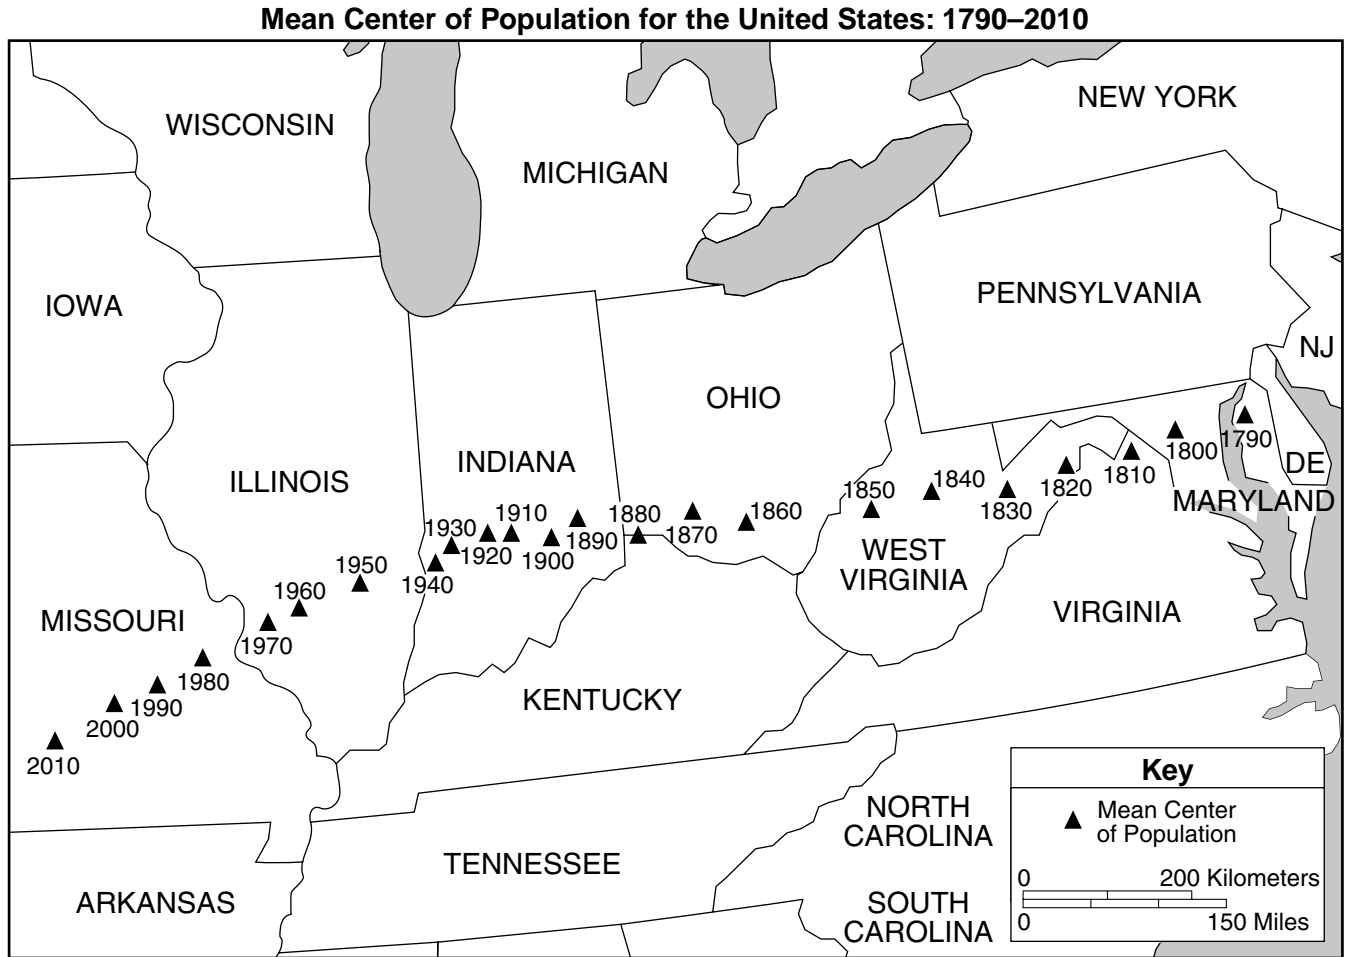 Mean Center of Population for the United States: 1790–2010
WISCONSIN
MICHIGAN
NEW YORK
IOWA
PENNSYLVANIA
NJ
OHIO
ILLINOIS
INDIANA
DE
MARYLAND
WEST
VIRGINIA
VIRGINIA
MISSOURI
KENTUCKY
TENNESSEE
ARKANSAS
NORTH
CAROLINA
SOUTH
CAROLINA
1790
1800
1810
1820
1830
1840
1850
1860
1870
1880
1890
1900
1910
1920
1930
1940
1950
1960
1970
1980
1990
2000
2010
Key
Mean Center
of Population
0 200 Kilometers
0 150 Miles